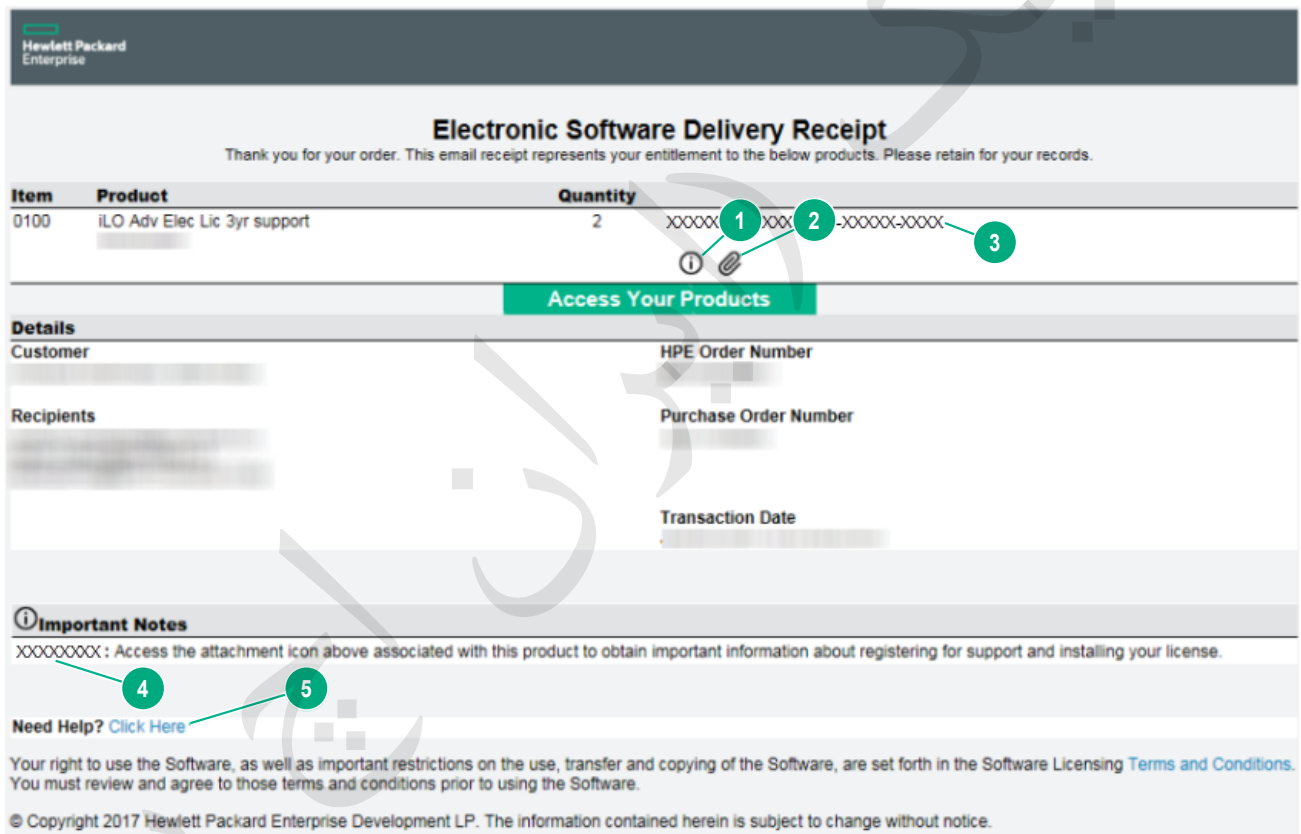 Hewlett Packard
Enterprise
Electronic Software Delivery Receipt
Thank you for your order. This email receipt represents your entitlement to the below products. Please retain for your records.
Item Product Quantity
0100 iLO Adv Elec Lic 3yr support 2 XXXXX XXX -XXXXX-XXXX
1 2 3
Access Your Products
Details
Customer HPE Order Number
Recipients Purchase Order Number
Transaction Date
Important Notes
XXXXXXXX : Access the attachment icon above associated with this product to obtain important information about registering for support and installing your license.
4 5
Need Help? Click Here
Your right to use the Software, as well as important restrictions on the use, transfer and copying of the Software, are set forth in the Software Licensing Terms and Conditions.
You must review and agree to those terms and conditions prior to using the Software.
© Copyright 2017 Hewlett Packard Enterprise Development LP. The information contained herein is subject to change without notice.